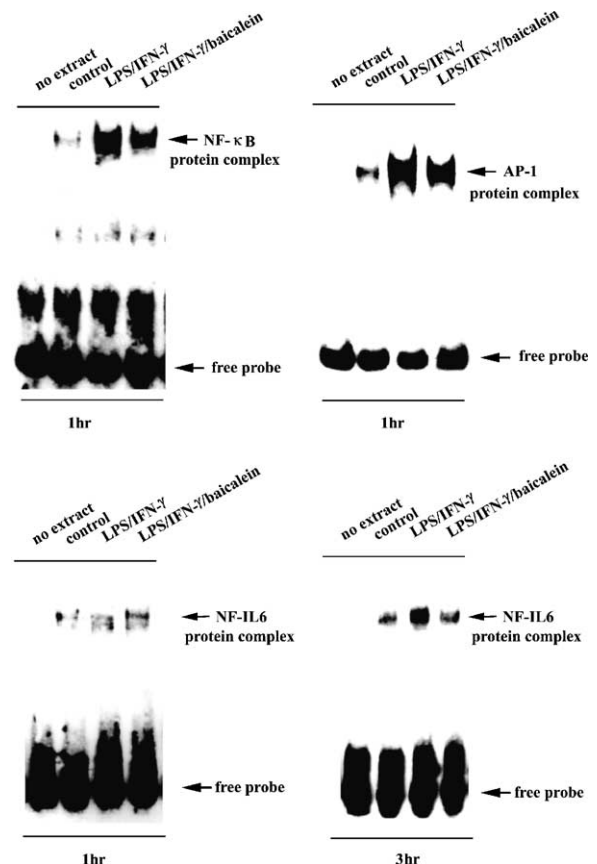 no extract
control
LPS/IFN-γ
LPS/IFN-γ/baicalein
NF-κB
protein complex
free probe
1hr
no extract
control
LPS/IFN-γ
LPS/IFN-γ/baicalein
AP-1
protein complex
free probe
1hr
no extract
control
LPS/IFN-γ
LPS/IFN-γ/baicalein
NF-IL6
protein complex
free probe
1hr
no extract
control
LPS/IFN-γ
LPS/IFN-γ/baicalein
NF-IL6
protein complex
free probe
3hr